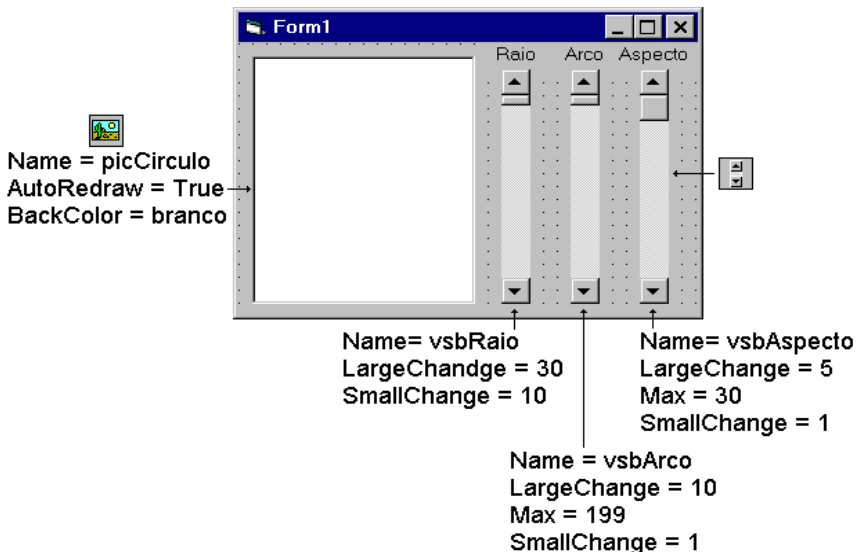 Form1
Raio Arco Aspecto
Name = picCirculo
AutoRedraw = True
BackColor = branco
Name= vsbRaio
LargeChandge = 30
SmallChange = 10
Name= vsbAspecto
LargeChange = 5
Max = 30
SmallChange = 1
Name = vsbArco
LargeChange = 10
Max = 199
SmallChange = 1